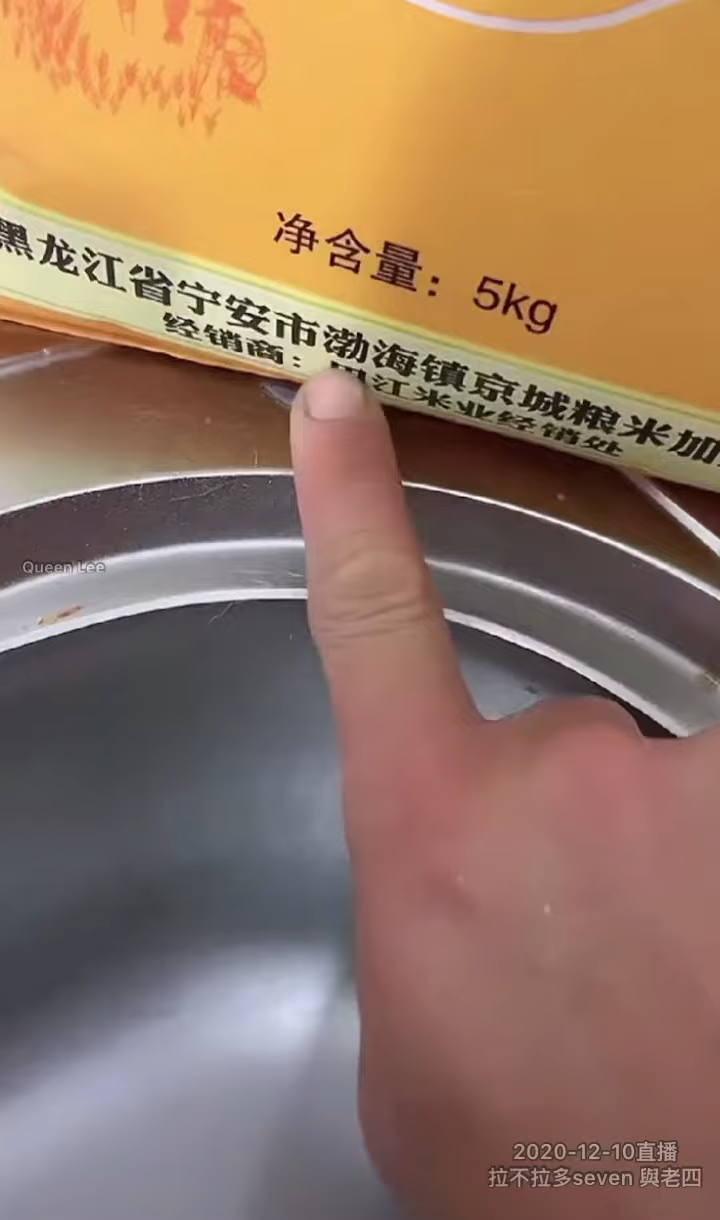 净含量：5kg
黑龙江省宁安市渤海镇京城粮米加
经销商： 江米业经销处
Queen Lee
2020-12-10直播
拉不拉多seven 與老四